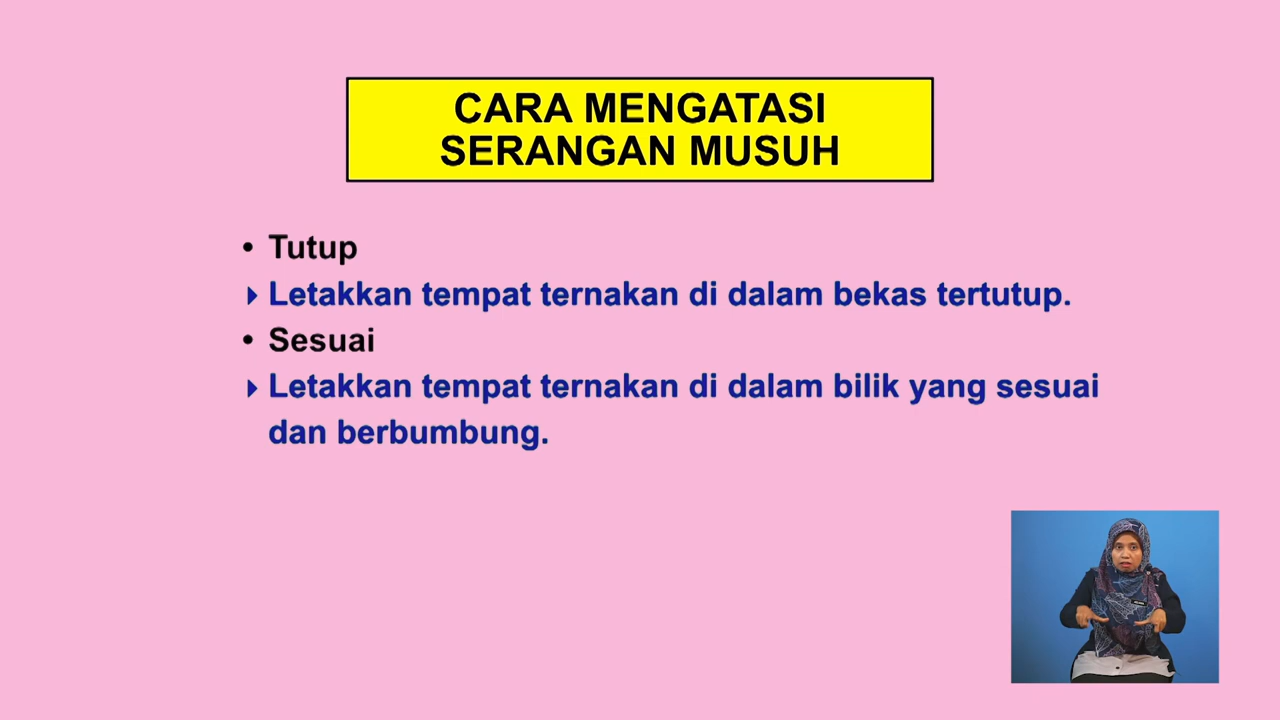 CARA MENGATASI
SERANGAN MUSUH
• Tutup
Letakkan tempat ternakan di dalam bekas tertutup.
• Sesuai
Letakkan tempat ternakan di dalam bilik yang sesuai
dan berbumbung.